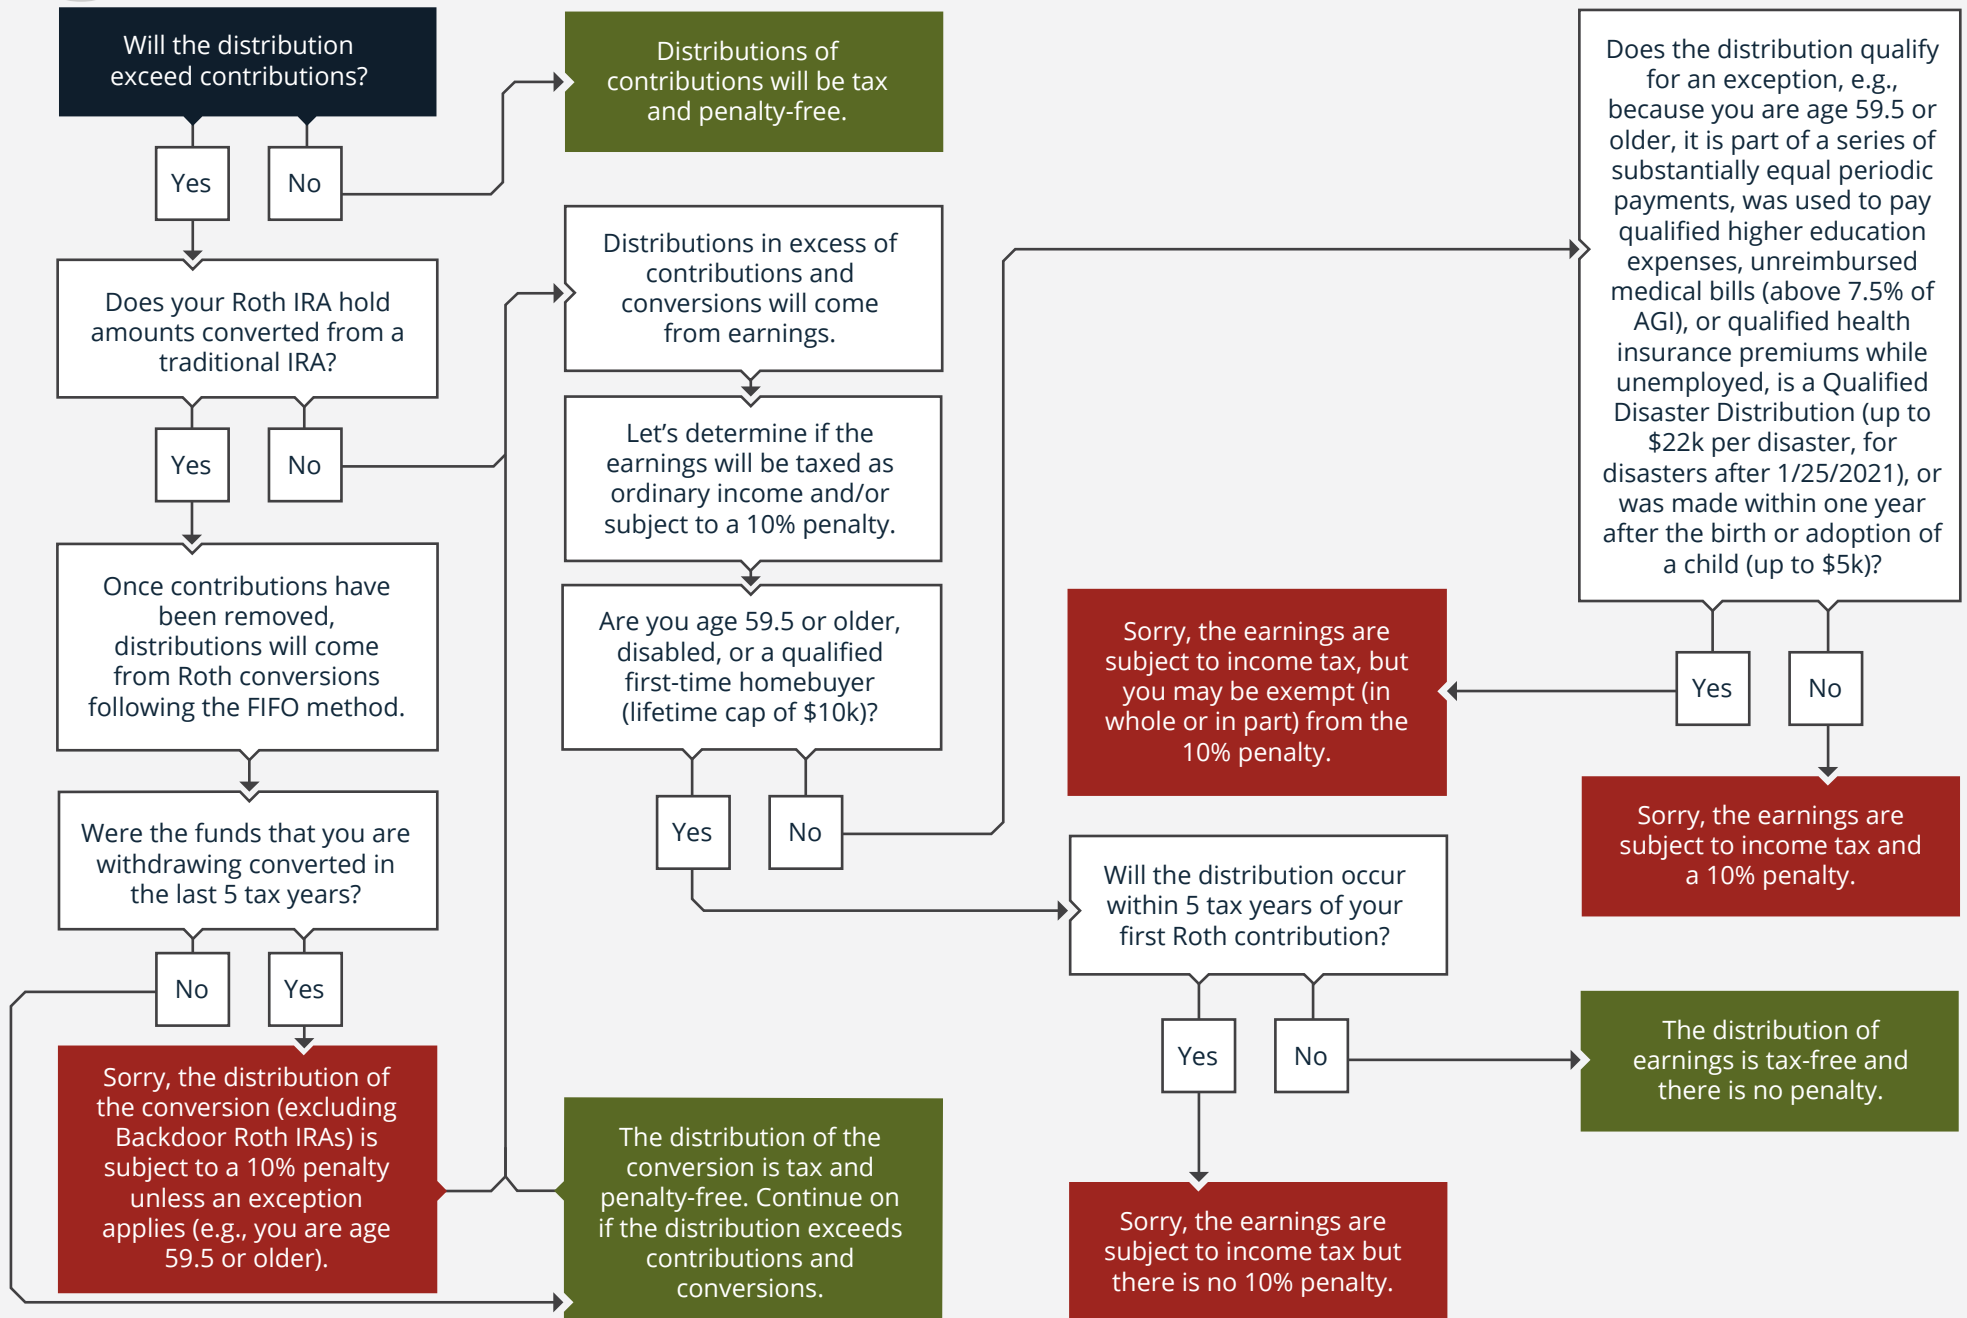 Will the distribution
exceed contributions?
Yes
No
Distributions of
contributions will be tax
and penalty-free.
Does your Roth IRA hold
amounts converted from a
traditional IRA?
Yes
No
Once contributions have
been removed,
distributions will come
from Roth conversions
following the FIFO method.
Were the funds that you are
withdrawing converted in
the last 5 tax years?
No
Yes
Sorry, the distribution of
the conversion (excluding
Backdoor Roth IRAs) is
subject to a 10% penalty
unless an exception
applies (e.g., you are age
59.5 or older).
The distribution of the
conversion is tax and
penalty-free. Continue on
if the distribution exceeds
contributions and
conversions.
Distributions in excess of
contributions and
conversions will come
from earnings.
Let’s determine if the
earnings will be taxed as
ordinary income and/or
subject to a 10% penalty.
Are you age 59.5 or older,
disabled, or a qualified
first-time homebuyer
(lifetime cap of $10k)?
Yes
No
Will the distribution occur
within 5 tax years of your
first Roth contribution?
Yes
No
Sorry, the earnings are
subject to income tax but
there is no 10% penalty.
The distribution of
earnings is tax-free and
there is no penalty.
Does the distribution qualify
for an exception, e.g.,
because you are age 59.5 or
older, it is part of a series of
substantially equal periodic
payments, was used to pay
qualified higher education
expenses, unreimbursed
medical bills (above 7.5% of
AGI), or qualified health
insurance premiums while
unemployed, is a Qualified
Disaster Distribution (up to
$22k per disaster, for
disasters after 1/25/2021), or
was made within one year
after the birth or adoption of
a child (up to $5k)?
Yes
No
Sorry, the earnings are
subject to income tax, but
you may be exempt (in
whole or in part) from the
10% penalty.
Sorry, the earnings are
subject to income tax and
a 10% penalty.